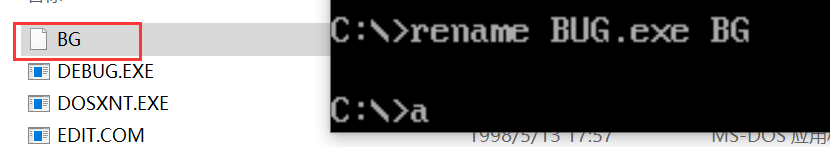 BG
DEBUG.EXE
DOSXNT.EXE
EDIT.COM
C:\>rename BUG.exe BG
C:\>a
1998/5/13 17:57
MS-DOS 应用